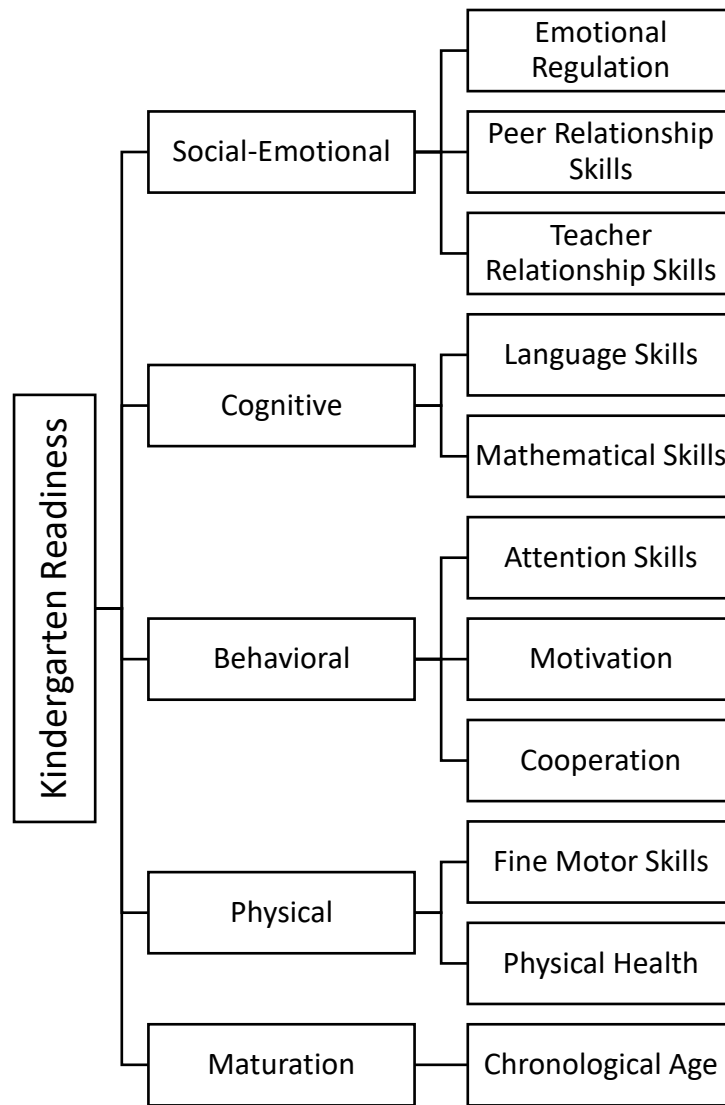 Kindergarten Readiness
Social-Emotional
Emotional
Regulation
Peer Relationship
Skills
Teacher
Relationship Skills
Cognitive
Language Skills
Mathematical Skills
Behavioral
Attention Skills
Motivation
Cooperation
Physical
Fine Motor Skills
Physical Health
Maturation
Chronological Age